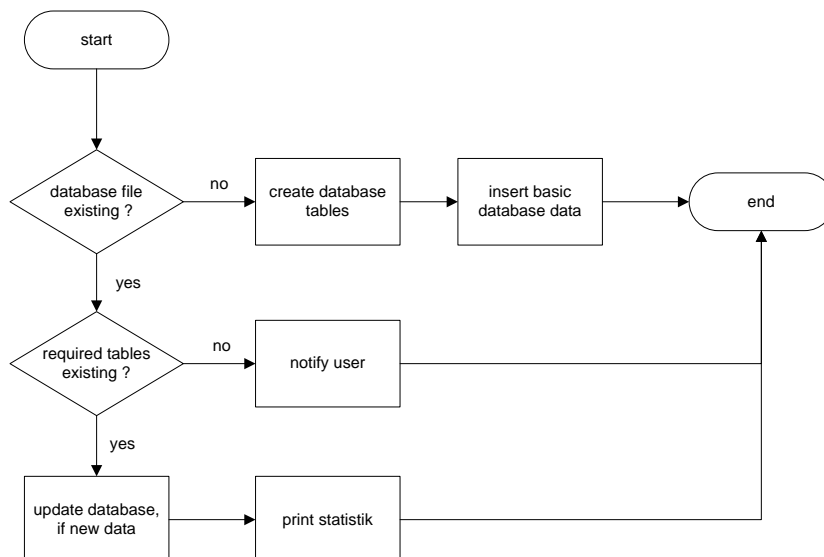 start
database file
existing ?
no
create database
tables
insert basic
database data
end
yes
required tables
existing ?
no
notify user
yes
update database,
if new data
print statistik